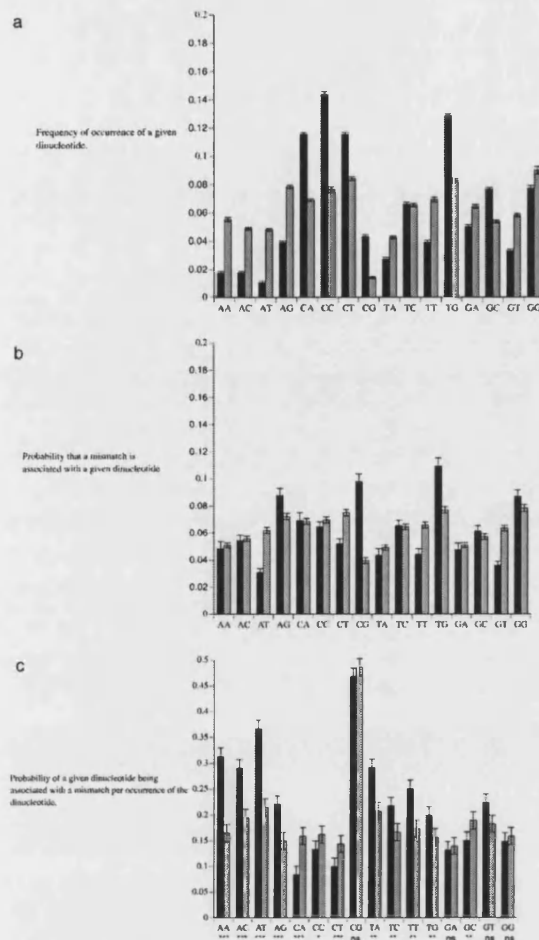 a
Frequency of occurrence of a given
dinucleotide.
0.2
0.18
0.16
0.14
0.12
0.1
0.08
0.06
0.04
0.02
0
AA AC AT AG CA CC CT CG TA TC TT TG GA GC GT GG
b
Probability that a mismatch is
associated with a given dinucleotide
0.2
0.18
0.16
0.14
0.12
0.1
0.08
0.06
0.04
0.02
0
AA AC AT AG CA CC CT CG TA TC TT TG GA GC GT GG
c
Probability of a given dinucleotide being
associated with a mismatch per occurrence of the
dinucleotide.
0.5
0.45
0.4
0.35
0.3
0.25
0.2
0.15
0.1
0.05
0
AA AC AT AG CA CC CT CG TA TC TT TG GA GC GT GG